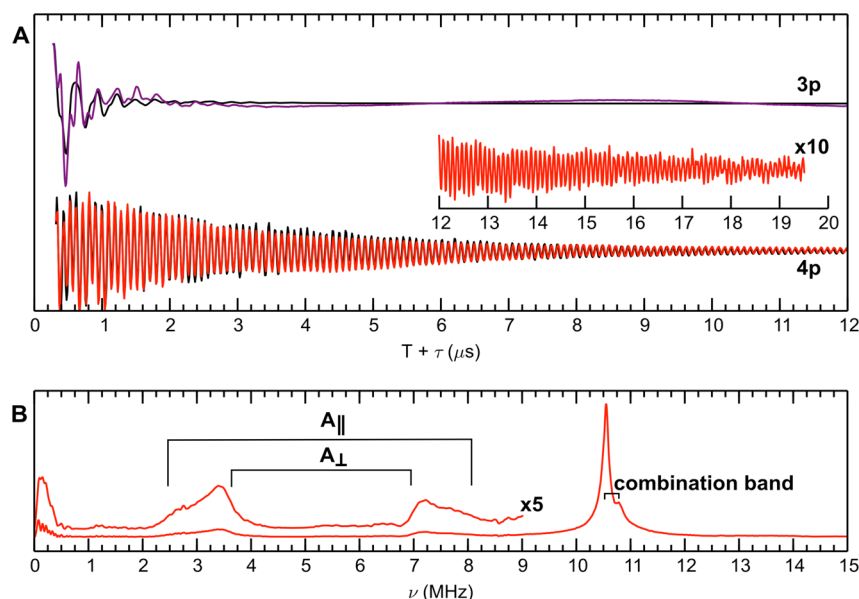 A
3p
x10
12 13 14 15 16 17 18 19 20
4p
0 1 2 3 4 5 6 7 8 9 10 11 12
T + τ (μs)
B
A∥
A⊥
combination band
x5
0 1 2 3 4 5 6 7 8 9 10 11 12 13 14 15
ν (MHz)